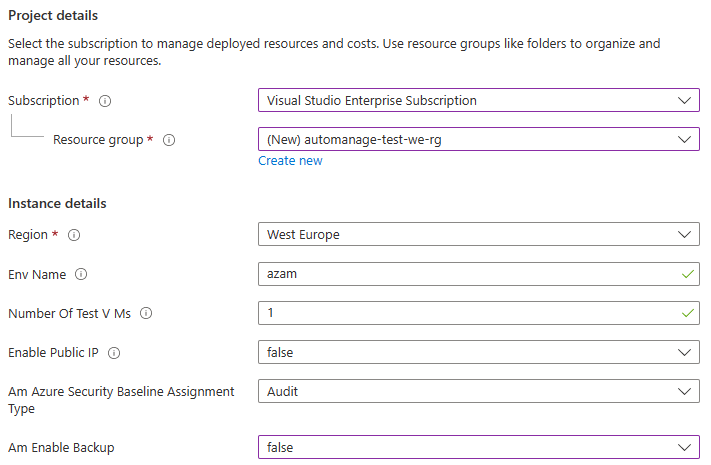 Project details
Select the subscription to manage deployed resources and costs. Use resource groups like folders to organize and
manage all your resources.
Subscription *
Visual Studio Enterprise Subscription
Resource group *
(New) automanage-test-we-rg
Create new
Instance details
Region *
West Europe
Env Name
azam
Number Of Test V Ms
1
Enable Public IP
false
Am Azure Security Baseline Assignment
Type
Audit
Am Enable Backup
false